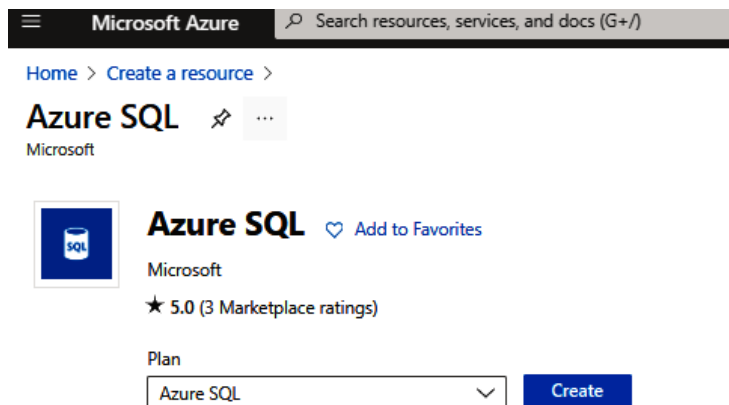 Microsoft Azure
Search resources, services, and docs (G+/)
Home > Create a resource >
Azure SQL
Microsoft
SQL
Azure SQL
Add to Favorites
Microsoft
★ 5.0 (3 Marketplace ratings)
Plan
Azure SQL
Create